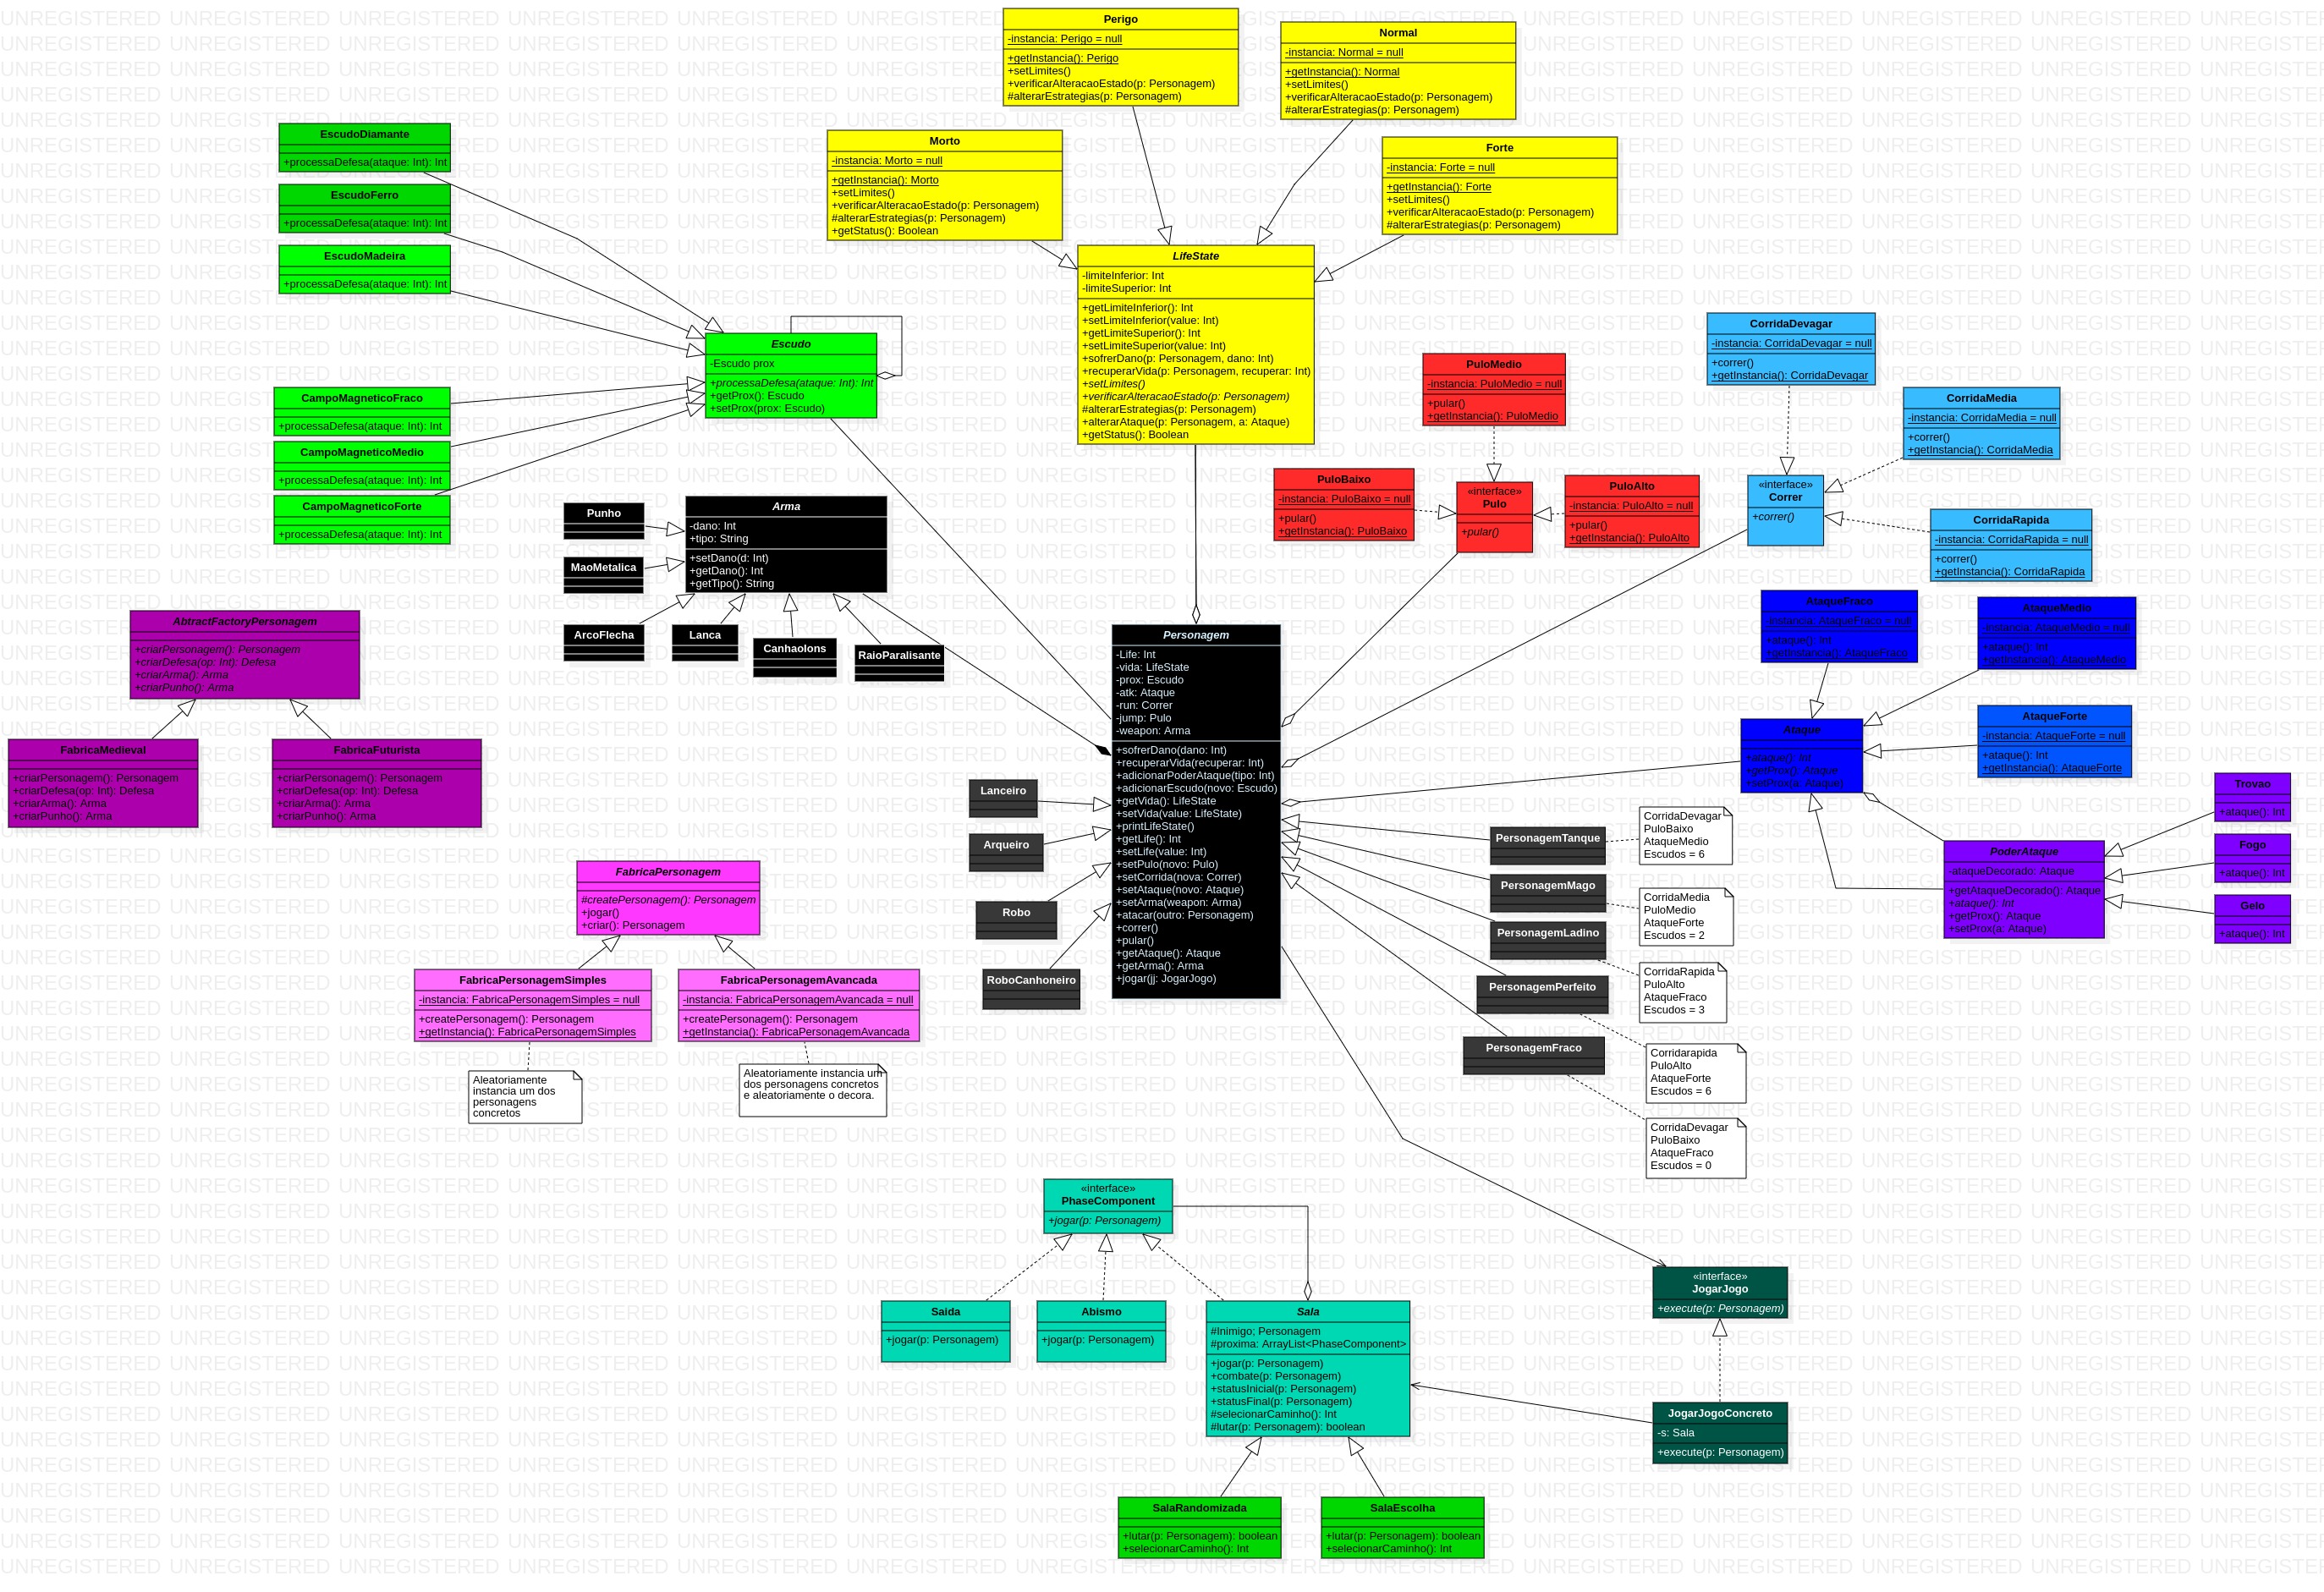 Perigo
-instancia: Perigo = null
+getInstancia(): Perigo
+setLimites()
+verificarAlteracaoEstado(p: Personagem)
#alterarEstrategias(p: Personagem)
Normal
-instancia: Normal = null
+getInstancia(): Normal
+setLimites()
+verificarAlteracaoEstado(p: Personagem)
#alterarEstrategias(p: Personagem)
Morto
-instancia: Morto = null
+getInstancia(): Morto
+setLimites()
+verificarAlteracaoEstado(p: Personagem)
#alterarEstrategias(p: Personagem)
+getStatus(): Boolean
Forte
-instancia: Forte = null
+getInstancia(): Forte
+setLimites()
+verificarAlteracaoEstado(p: Personagem)
#alterarEstrategias(p: Personagem)
EscudoDiamante
+processaDefesa(ataque: Int): Int
EscudoFerro
+processaDefesa(ataque: Int): Int
EscudoMadeira
+processaDefesa(ataque: Int): Int
LifeState
-limiteInferior: Int
-limiteSuperior: Int
+getLimiteInferior(): Int
+setLimiteInferior(value: Int)
+getLimiteSuperior(): Int
+setLimiteSuperior(value: Int)
+sofrerDano(p: Personagem, dano: Int)
+recuperarVida(p: Personagem, recuperar: Int)
+setLimites()
+verificarAlteracaoEstado(p: Personagem)
#alterarEstrategias(p: Personagem)
+alterarAtaque(p: Personagem, a: Ataque)
+getStatus(): Boolean
Escudo
-Escudo prox
+processaDefesa(ataque: Int): Int
+getProx(): Escudo
+setProx(prox: Escudo)
CampoMagneticoFraco
+processaDefesa(ataque: Int): Int
CampoMagneticoMedio
+processaDefesa(ataque: Int): Int
CampoMagneticoForte
+processaDefesa(ataque: Int): Int
PuloMedio
-instancia: PuloMedio = null
+pular()
+getInstancia(): PuloMedio
PuloBaixo
-instancia: PuloBaixo = null
+pular()
+getInstancia(): PuloBaixo
«interface»
Pulo
+pular()
PuloAlto
-instancia: PuloAlto = null
+pular()
+getInstancia(): PuloAlto
CorridaDevagar
-instancia: CorridaDevagar = null
+correr()
+getInstancia(): CorridaDevagar
CorridaMedia
-instancia: CorridaMedia = null
+correr()
+getInstancia(): CorridaMedia
«interface»
Correr
+correr()
CorridaRapida
-instancia: CorridaRapida = null
+correr()
+getInstancia(): CorridaRapida
Punho
MaoMetalica
Arma
-dano: Int
+tipo: String
+setDano(d: Int)
+getDano(): Int
+getTipo(): String
ArcoFlecha
Lanca
CanhaoIons
RaioParalisante
AbtractFactoryPersonagem
+criarPersonagem(): Personagem
+criarDefesa(op: Int): Defesa
+criarArma(): Arma
+criarPunho(): Arma
FabricaMedieval
+criarPersonagem(): Personagem
+criarDefesa(op: Int): Defesa
+criarArma(): Arma
+criarPunho(): Arma
FabricaFuturista
+criarPersonagem(): Personagem
+criarDefesa(op: Int): Defesa
+criarArma(): Arma
+criarPunho(): Arma
Personagem
-Life: Int
-vida: LifeState
-prox: Escudo
-atk: Ataque
-run: Correr
-jump: Pulo
-weapon: Arma
+sofrerDano(dano: Int)
+recuperarVida(recuperar: Int)
+adicionarPoderAtaque(tipo: Int)
+adicionarEscudo(novo: Escudo)
+getVida(): LifeState
+setVida(value: LifeState)
+printLifeState()
+getLife(): Int
+setLife(value: Int)
+setPulo(novo: Pulo)
+setCorrida(nova: Correr)
+setAtaque(novo: Ataque)
+setArma(weapon: Arma)
+atacar(outro: Personagem)
+correr()
+pular()
+getAtaque(): Ataque
+getArma(): Arma
+jogar(jj: JogarJogo)
AtaqueFraco
-instancia: AtaqueFraco = null
+ataque(): Int
+getInstancia(): AtaqueFraco
AtaqueMedio
-instancia: AtaqueMedio = null
+ataque(): Int
+getInstancia(): AtaqueMedio
Ataque
+ataque(): Int
+getProx(): Ataque
+setProx(a: Ataque)
AtaqueForte
-instancia: AtaqueForte = null
+ataque(): Int
+getInstancia(): AtaqueForte
PoderAtaque
-ataqueDecorado: Ataque
+getAtaqueDecorado(): Ataque
+ataque(): Int
+getProx(): Ataque
+setProx(a: Ataque)
Trovao
+ataque(): Int
Fogo
+ataque(): Int
Gelo
+ataque(): Int
Lanceiro
Arqueiro
Robo
RoboCanhoneiro
PersonagemTanque
CorridaDevagar
PuloBaixo
AtaqueMedio
Escudos = 6
PersonagemMago
CorridaMedia
PuloMedio
AtaqueForte
Escudos = 2
PersonagemLadino
CorridaRapida
PuloAlto
AtaqueFraco
Escudos = 3
PersonagemPerfeito
Corridarapida
PuloAlto
AtaqueForte
Escudos = 6
PersonagemFraco
CorridaDevagar
PuloBaixo
AtaqueFraco
Escudos = 0
FabricaPersonagem
#createPersonagem(): Personagem
+jogar()
+criar(): Personagem
FabricaPersonagemSimples
-instancia: FabricaPersonagemSimples = null
+createPersonagem(): Personagem
+getInstancia(): FabricaPersonagemSimples
FabricaPersonagemAvancada
-instancia: FabricaPersonagemAvancada = null
+createPersonagem(): Personagem
+getInstancia(): FabricaPersonagemAvancada
Aleatoriamente
instancia um dos
personagens
concretos
Aleatoriamente instancia um
dos personagens concretos
e aleatoriamente o decora.
«interface»
PhaseComponent
+jogar(p: Personagem)
Saida
+jogar(p: Personagem)
Abismo
+jogar(p: Personagem)
Sala
#Inimigo; Personagem
#proxima: ArrayList<PhaseComponent>
+jogar(p: Personagem)
+combate(p: Personagem)
+statusInicial(p: Personagem)
+statusFinal(p: Personagem)
#selecionarCaminho(): Int
#lutar(p: Personagem): boolean
«interface»
JogarJogo
+execute(p: Personagem)
JogarJogoConcreto
-s: Sala
+execute(p: Personagem)
SalaRandomizada
+lutar(p: Personagem): boolean
+selecionarCaminho(): Int
SalaEscolha
+lutar(p: Personagem): boolean
+selecionarCaminho(): Int